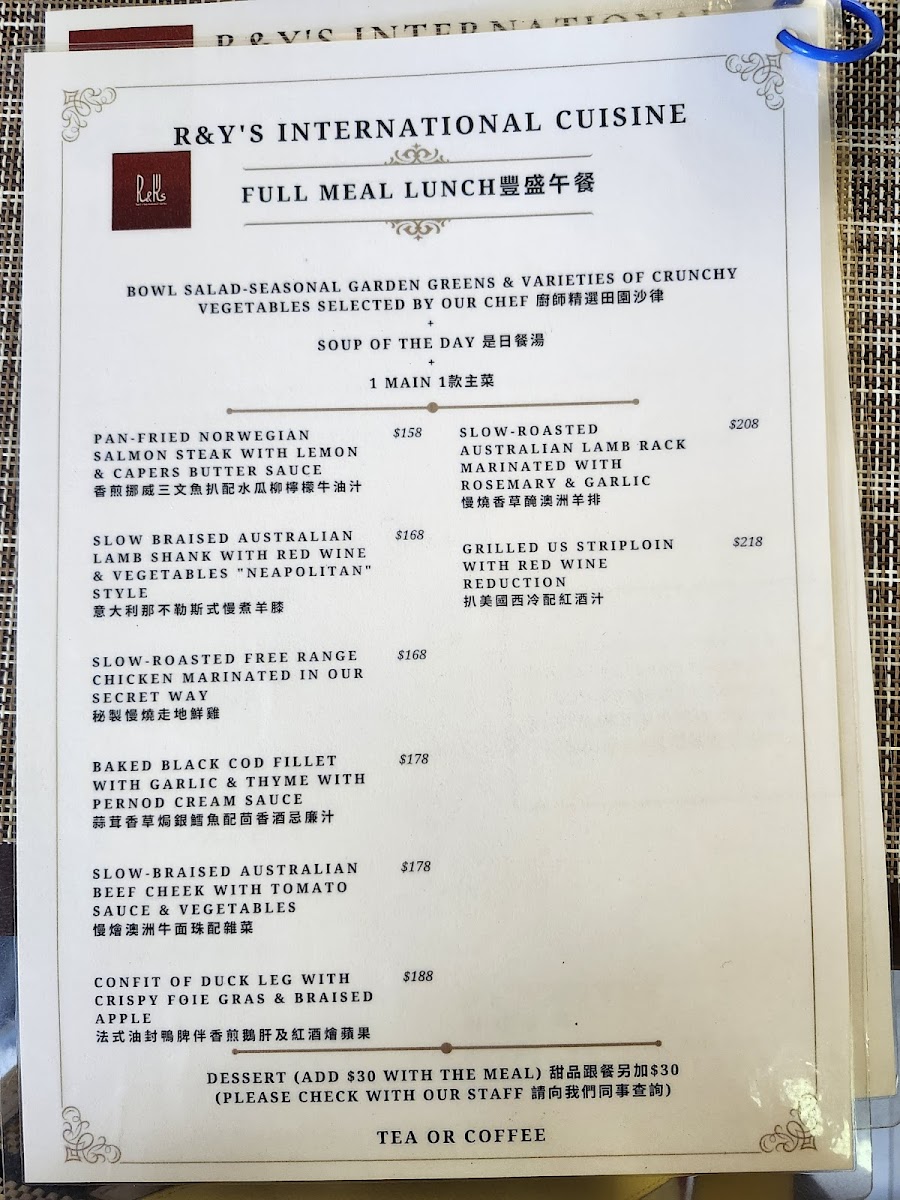 R&Y'S INTERNATIONAL
R&Y'S INTERNATIONAL CUISINE
R&Y's
FULL MEAL LUNCH豐盛午餐
BOWL SALAD-SEASONAL GARDEN GREENS & VARIETIES OF CRUNCHY
VEGETABLES SELECTED BY OUR CHEF 廚師精選田園沙律
+
SOUP OF THE DAY 是日餐湯
+
1 MAIN 1款主菜
PAN-FRIED NORWEGIAN $158
SALMON STEAK WITH LEMON
& CAPERS BUTTER SAUCE
香煎挪威三文魚扒配水瓜柳檸檬牛油汁
SLOW BRAISED AUSTRALIAN $168
LAMB SHANK WITH RED WINE
& VEGETABLES "NEAPOLITAN"
STYLE
意大利那不勒斯式慢煮羊膝
SLOW-ROASTED FREE RANGE $168
CHICKEN MARINATED IN OUR
SECRET WAY
秘製慢燒走地鮮雞
BAKED BLACK COD FILLET $178
WITH GARLIC & THYME WITH
PERNOD CREAM SAUCE
蒜茸香草焗銀鱈魚配茴香酒忌廉汁
SLOW-BRAISED AUSTRALIAN $178
BEEF CHEEK WITH TOMATO
SAUCE & VEGETABLES
慢燴澳洲牛面珠配雜菜
CONFIT OF DUCK LEG WITH $188
CRISPY FOIE GRAS & BRAISED
APPLE
法式油封鴨脾伴香煎鵝肝及紅酒燴蘋果
SLOW-ROASTED $208
AUSTRALIAN LAMB RACK
MARINATED WITH
ROSEMARY & GARLIC
慢燒香草醃澳洲羊排
GRILLED US STRIPLOIN $218
WITH RED WINE
REDUCTION
扒美國西冷配紅酒汁
DESSERT (ADD $30 WITH THE MEAL) 甜品跟餐另加$30
(PLEASE CHECK WITH OUR STAFF 請向我們同事查詢)
TEA OR COFFEE